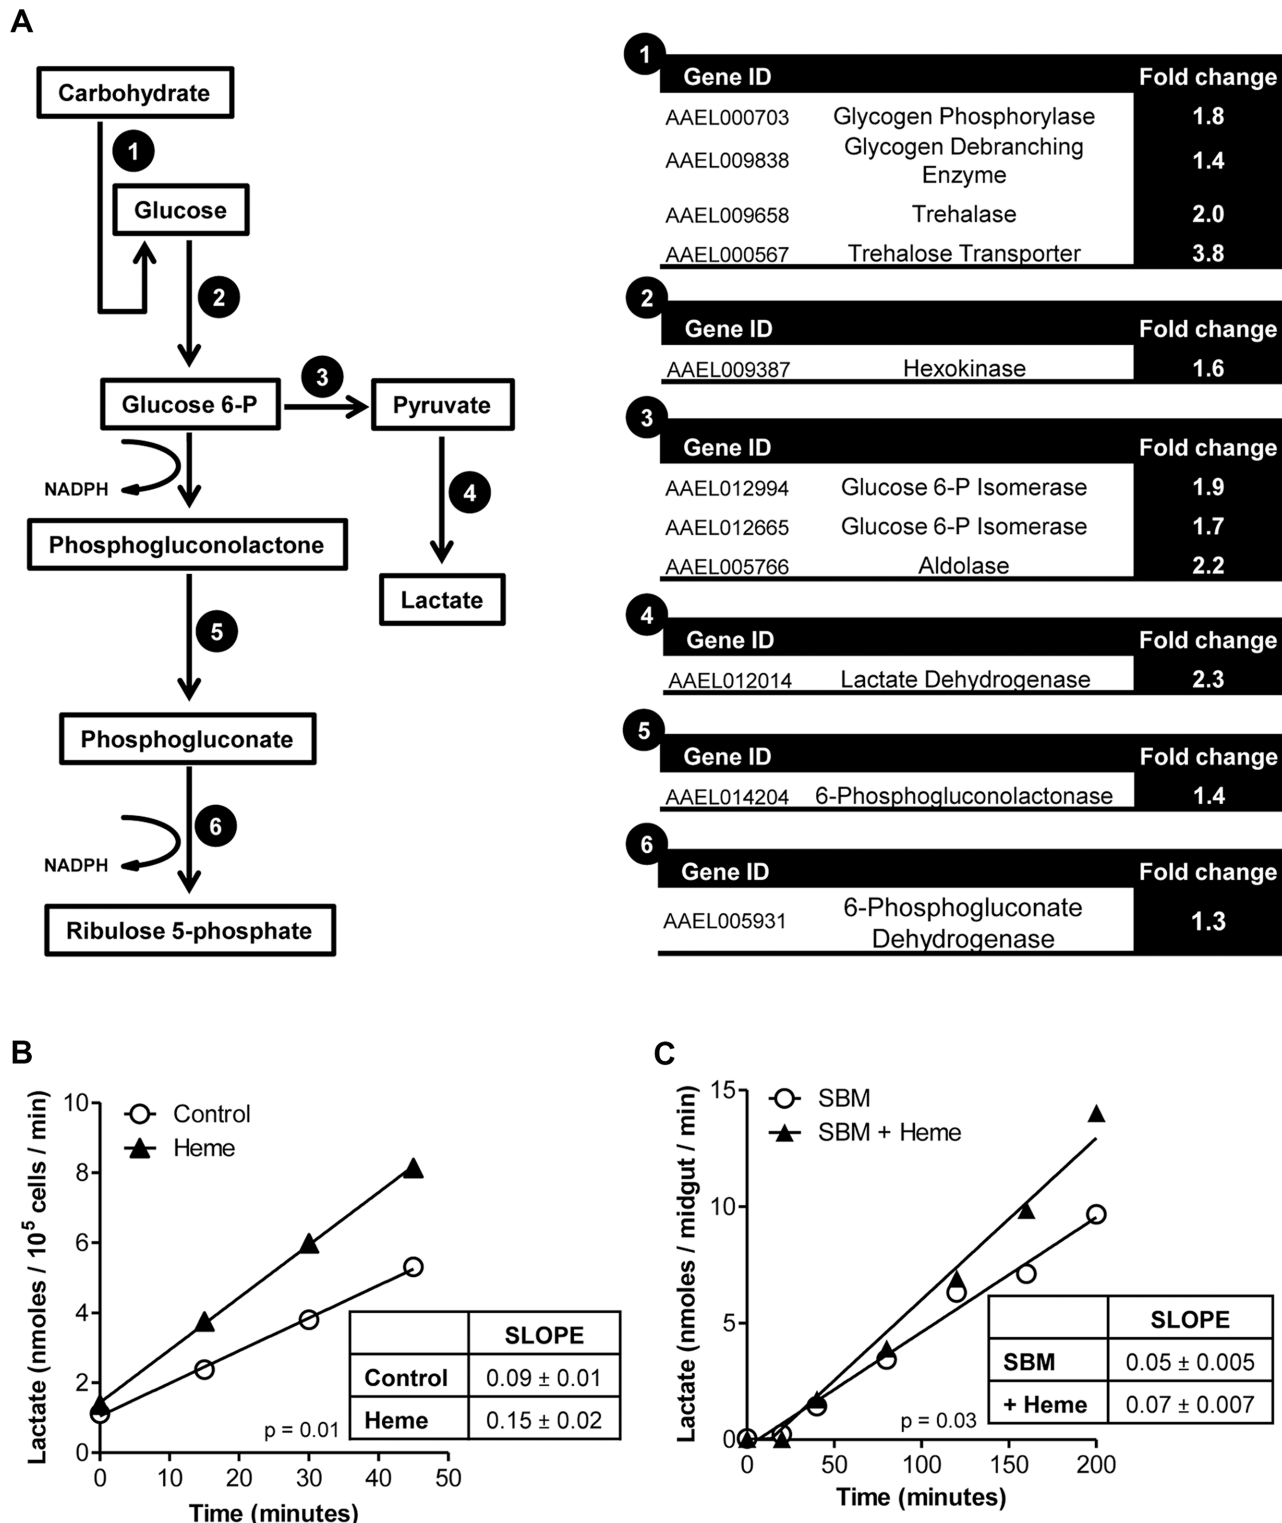 A
Carbohydrate
1
Glucose
2
Glucose 6-P
3
Pyruvate
NADPH
4
Phosphogluconolactone
Lactate
5
Phosphogluconate
6
NADPH
Ribulose 5-phosphate
1
Gene ID Fold change
AAEL000703 Glycogen Phosphorylase 1.8
AAEL009838 Glycogen Debranching Enzyme 1.4
AAEL009658 Trehalase 2.0
AAEL000567 Trehalose Transporter 3.8
2
Gene ID Fold change
AAEL009387 Hexokinase 1.6
3
Gene ID Fold change
AAEL012994 Glucose 6-P Isomerase 1.9
AAEL012665 Glucose 6-P Isomerase 1.7
AAEL005766 Aldolase 2.2
4
Gene ID Fold change
AAEL012014 Lactate Dehydrogenase 2.3
5
Gene ID Fold change
AAEL014204 6-Phosphogluconolactonase 1.4
6
Gene ID Fold change
AAEL005931 6-Phosphogluconate Dehydrogenase 1.3
B
Lactate (nmoles / 10⁵ cells / min)
10
8
6
4
2
0
Control
Heme
SLOPE
Control 0.09 ± 0.01
Heme 0.15 ± 0.02
p = 0.01
0 10 20 30 40 50
Time (minutes)
C
Lactate (nmoles / midgut / min)
15
10
5
0
SBM
SBM + Heme
SLOPE
SBM 0.05 ± 0.005
+ Heme 0.07 ± 0.007
p = 0.03
0 50 100 150 200
Time (minutes)